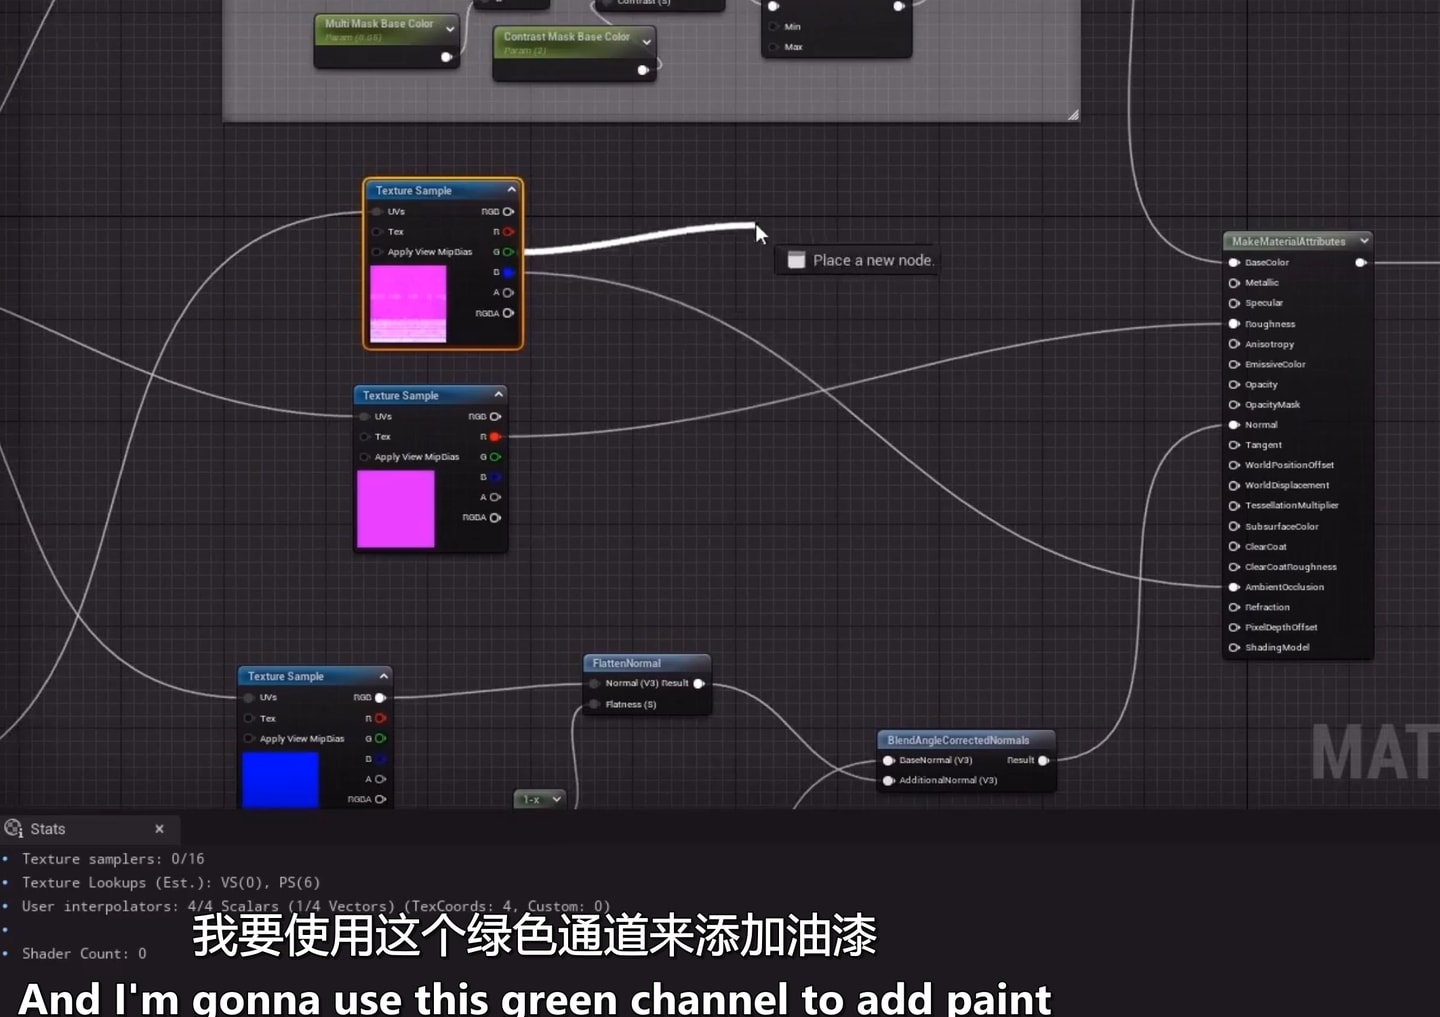 Multi Mask Base Color
Param (0.05)
Contrast Mask Base Color
Param (2)
Contrast (S)
Min
Max
Texture Sample
UVs
RGB
Tex
R
Apply View MipBias
G
B
A
RGBA
Place a new node.
MakeMaterialAttributes
BaseColor
Metallic
Specular
Roughness
Anisotropy
EmissiveColor
Opacity
OpacityMask
Normal
Tangent
WorldPositionOffset
WorldDisplacement
TessellationMultiplier
SubsurfaceColor
ClearCoat
ClearCoatRoughness
AmbientOcclusion
Refraction
PixelDepthOffset
ShadingModel
Texture Sample
UVs
RGB
Tex
R
Apply View MipBias
G
B
A
RGBA
Texture Sample
UVs
RGB
Tex
R
Apply View MipBias
G
B
A
RGBA
FlattenNormal
Normal (V3) Result
Flatness (S)
1-x
BlendAngleCorrectedNormals
BaseNormal (V3)
Result
AdditionalNormal (V3)
MAT
Stats
Texture samplers: 0/16
Texture Lookups (Est.): VS(0), PS(6)
User interpolators: 4/4 Scalars (1/4 Vectors) (TexCoords: 4, Custom: 0)
Shader Count: 0
我要使用这个绿色通道来添加油漆
And I'm gonna use this green channel to add paint